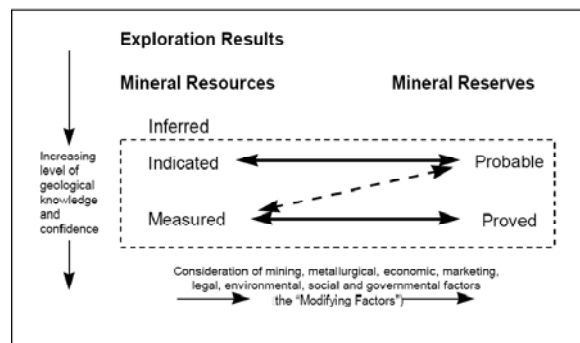 Exploration Results
Mineral Resources Mineral Reserves
Inferred
Indicated Probable
Measured Proved
Increasing
level of
geological
knowledge
and
confidence
Consideration of mining, metallurgical, economic, marketing,
legal, environmental, social and governmental factors
(the “Modifying Factors”)